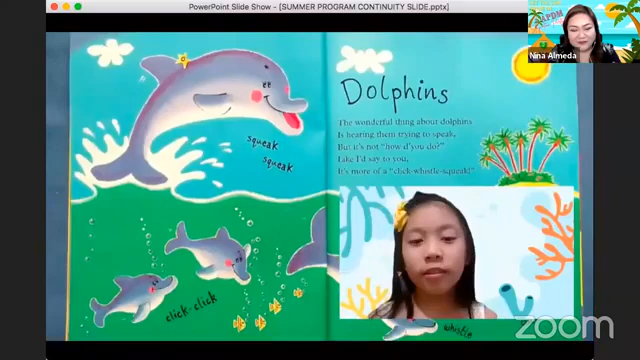 PowerPoint Slide Show - [SUMMER PROGRAM CONTINUITY SLIDE.pptx]
Nina Almeda
Dolphins
The wonderful thing about dolphins
Is hearing them trying to speak,
But it's not "how d'you do?"
Like I'd say to you,
It's more of a "click-whistle-squeak!"
squeak
squeak
click-click
whistle
zoom